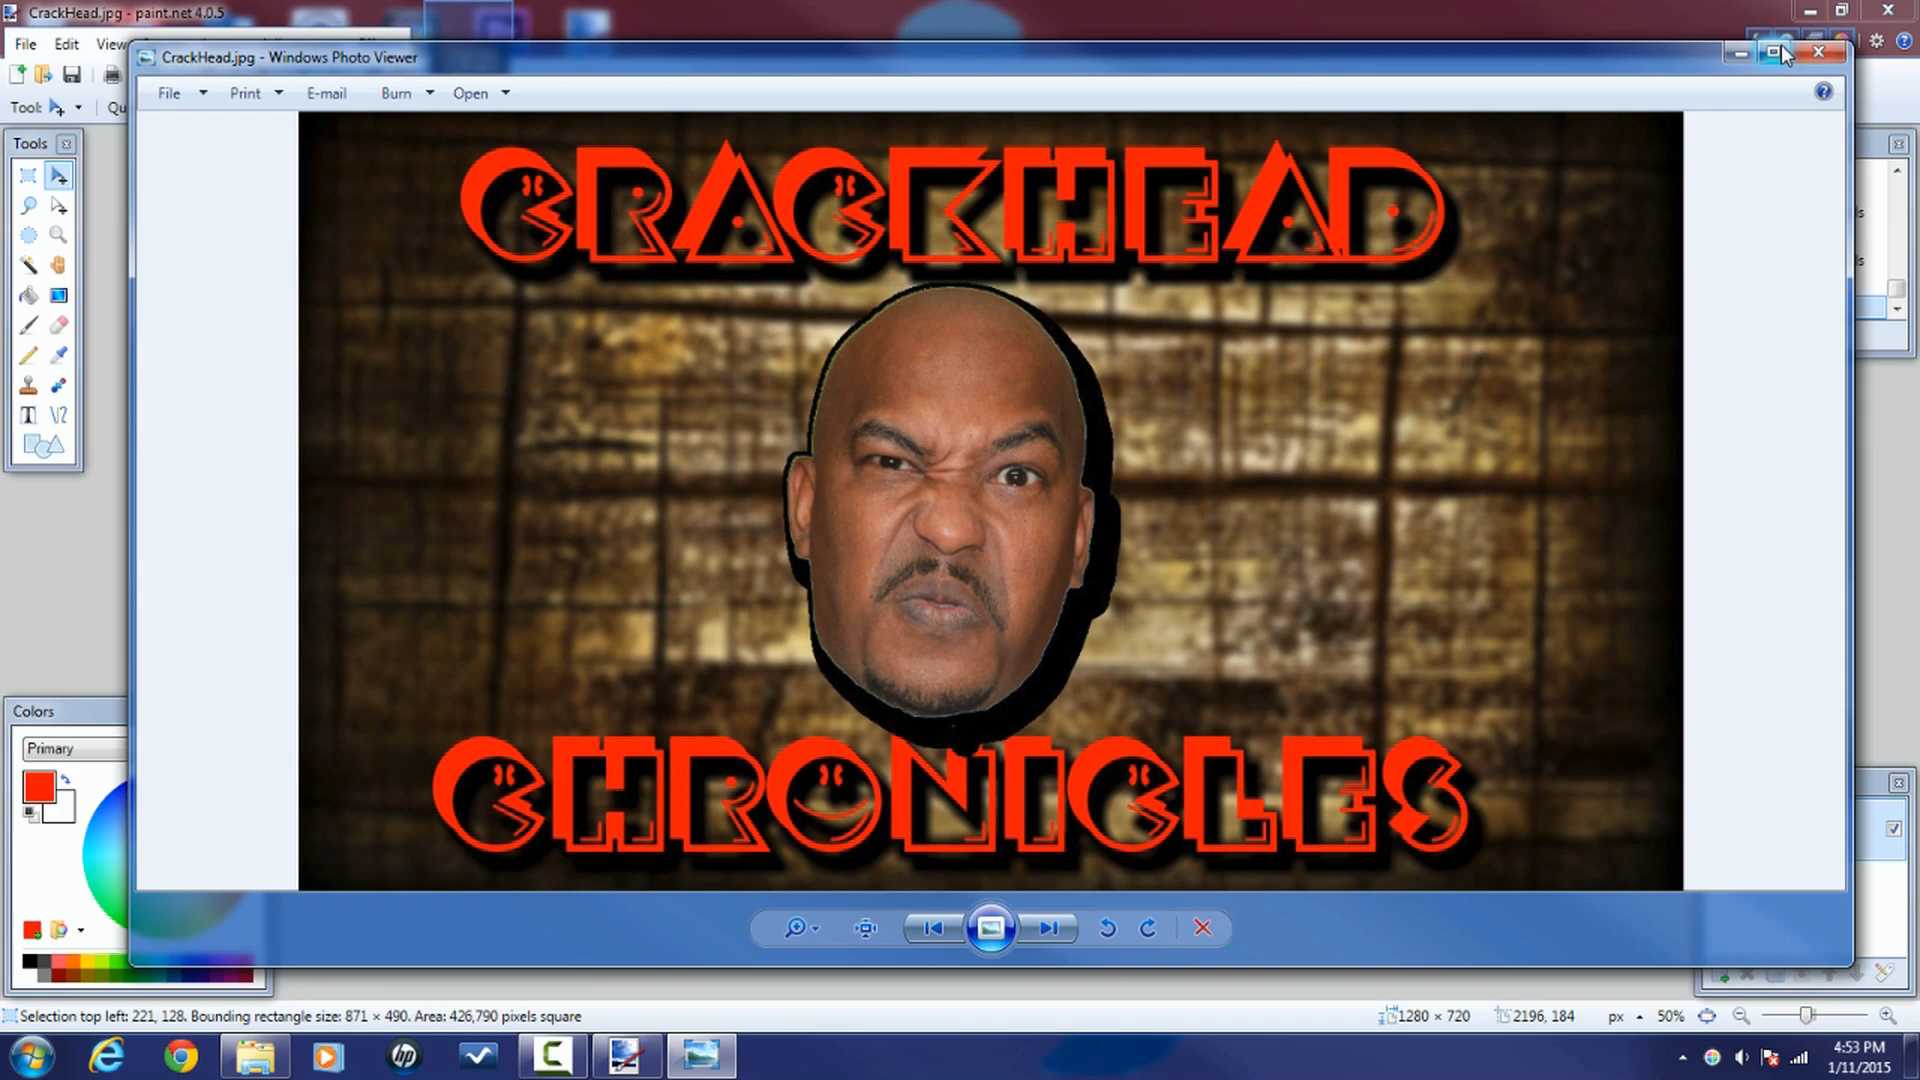 CrackHead.jpg - paint.net 4.0.5
File Edit View
CrackHead.jpg - Windows Photo Viewer
File Print E-mail Burn Open
Tool: Qu
Tools
CRACKHEAD
CHRONICLES
Colors
Primary
Selection top left: 221, 128. Bounding rectangle size: 871 × 490. Area: 426,790 pixels square
1280 × 720
2196, 184
px
50%
4:53 PM
1/11/2015